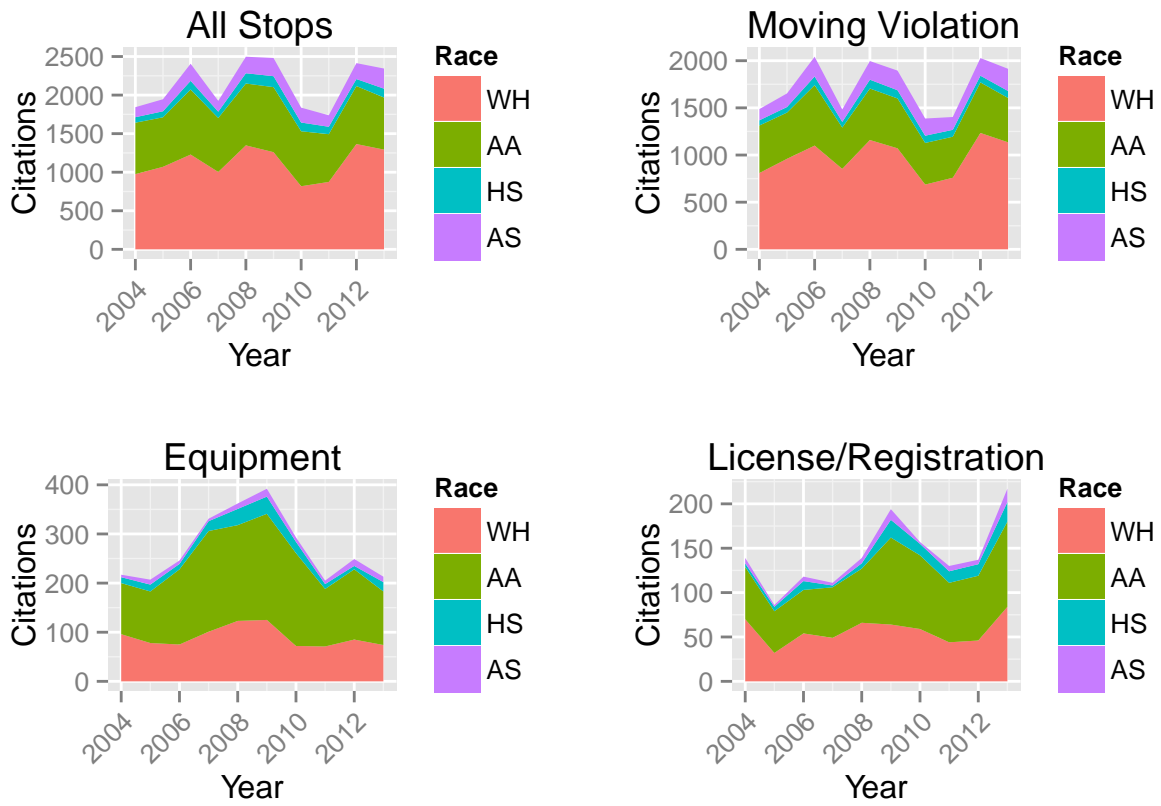 All Stops
Citations
2500
2000
1500
1000
500
0
2004
2006
2008
2010
2012
Year
Race
WH
AA
HS
AS
Moving Violation
Citations
2000
1500
1000
500
0
2004
2006
2008
2010
2012
Year
Race
WH
AA
HS
AS
Equipment
Citations
400
300
200
100
0
2004
2006
2008
2010
2012
Year
Race
WH
AA
HS
AS
License/Registration
Citations
200
150
100
50
0
2004
2006
2008
2010
2012
Year
Race
WH
AA
HS
AS